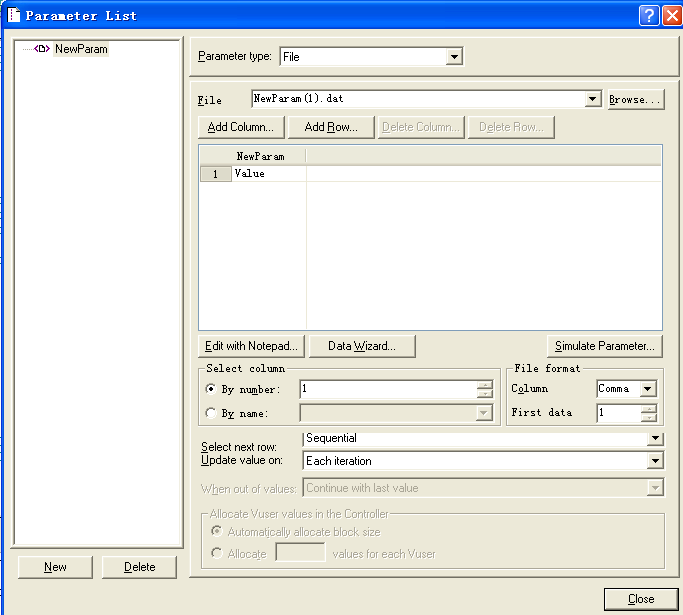 Parameter List
NewParam
Parameter type: File
File NewParam(1).dat Browse...
Add Column... Add Row... Delete Column... Delete Row...
NewParam
1 Value
Edit with Notepad... Data Wizard... Simulate Parameter...
Select column File format
By number: 1 Column Comma
By name: First data 1
Select next row: Sequential
Update value on: Each iteration
When out of values: Continue with last value
Allocate Vuser values in the Controller
Automatically allocate block size
Allocate values for each Vuser
New Delete
Close